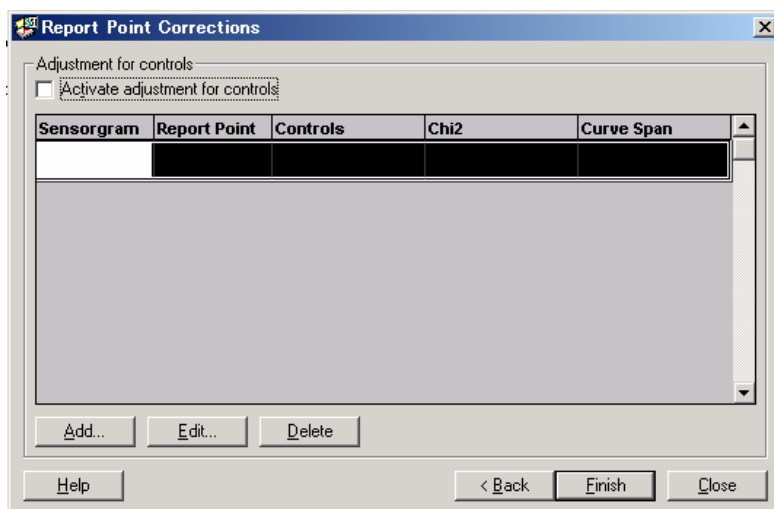 Report Point Corrections
Adjustment for controls
Activate adjustment for controls
Sensorgram Report Point Controls Chi2 Curve Span
Add... Edit... Delete
Help < Back Finish Close